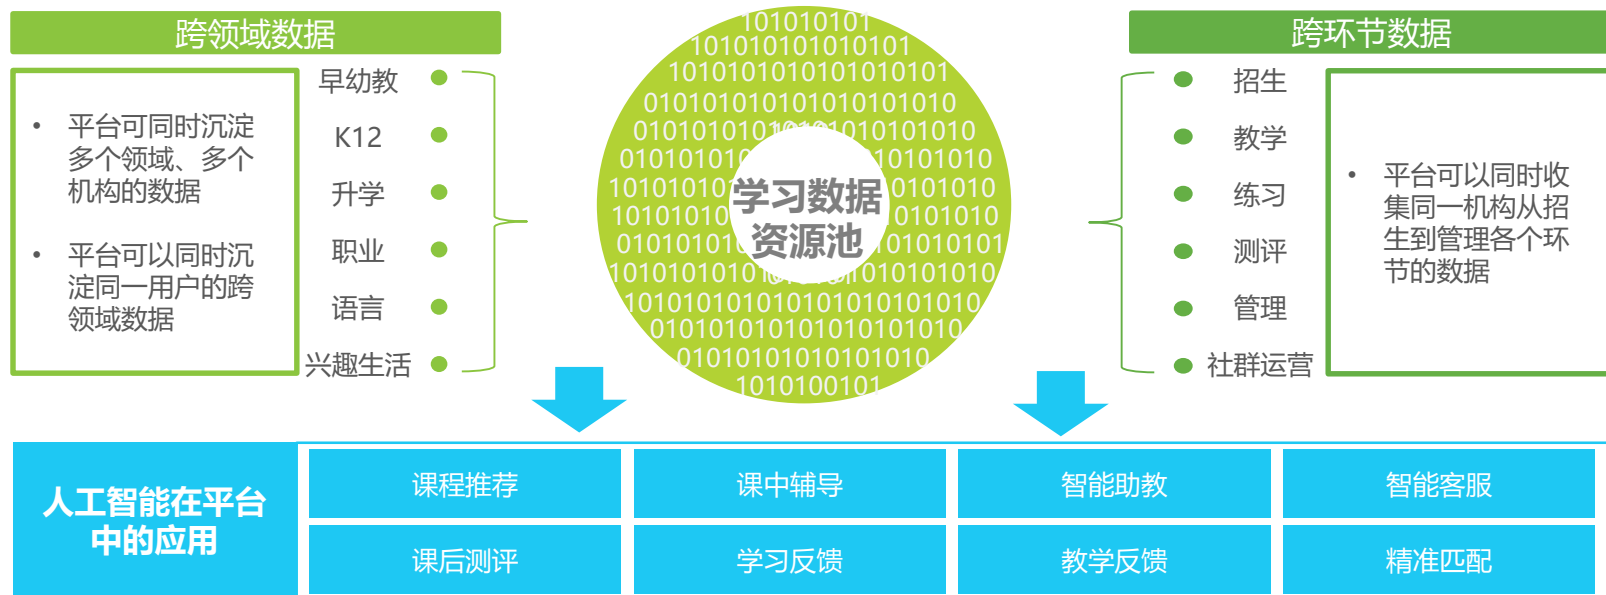 跨领域数据
• 平台可同时沉淀
多个领域、多个
机构的数据
• 平台可以同时沉
淀同一用户的跨
领域数据
早幼教
K12
升学
职业
语言
兴趣生活
101010101
10101010101010
1010101010101010101
学习数据
资源池
1010100101
跨环节数据
招生
教学
练习
测评
管理
社群运营
• 平台可以同时收
集同一机构从招
生到管理各个环
节的数据
人工智能在平台
中的应用
课程推荐
课中辅导
智能助教
智能客服
课后测评
学习反馈
教学反馈
精准匹配